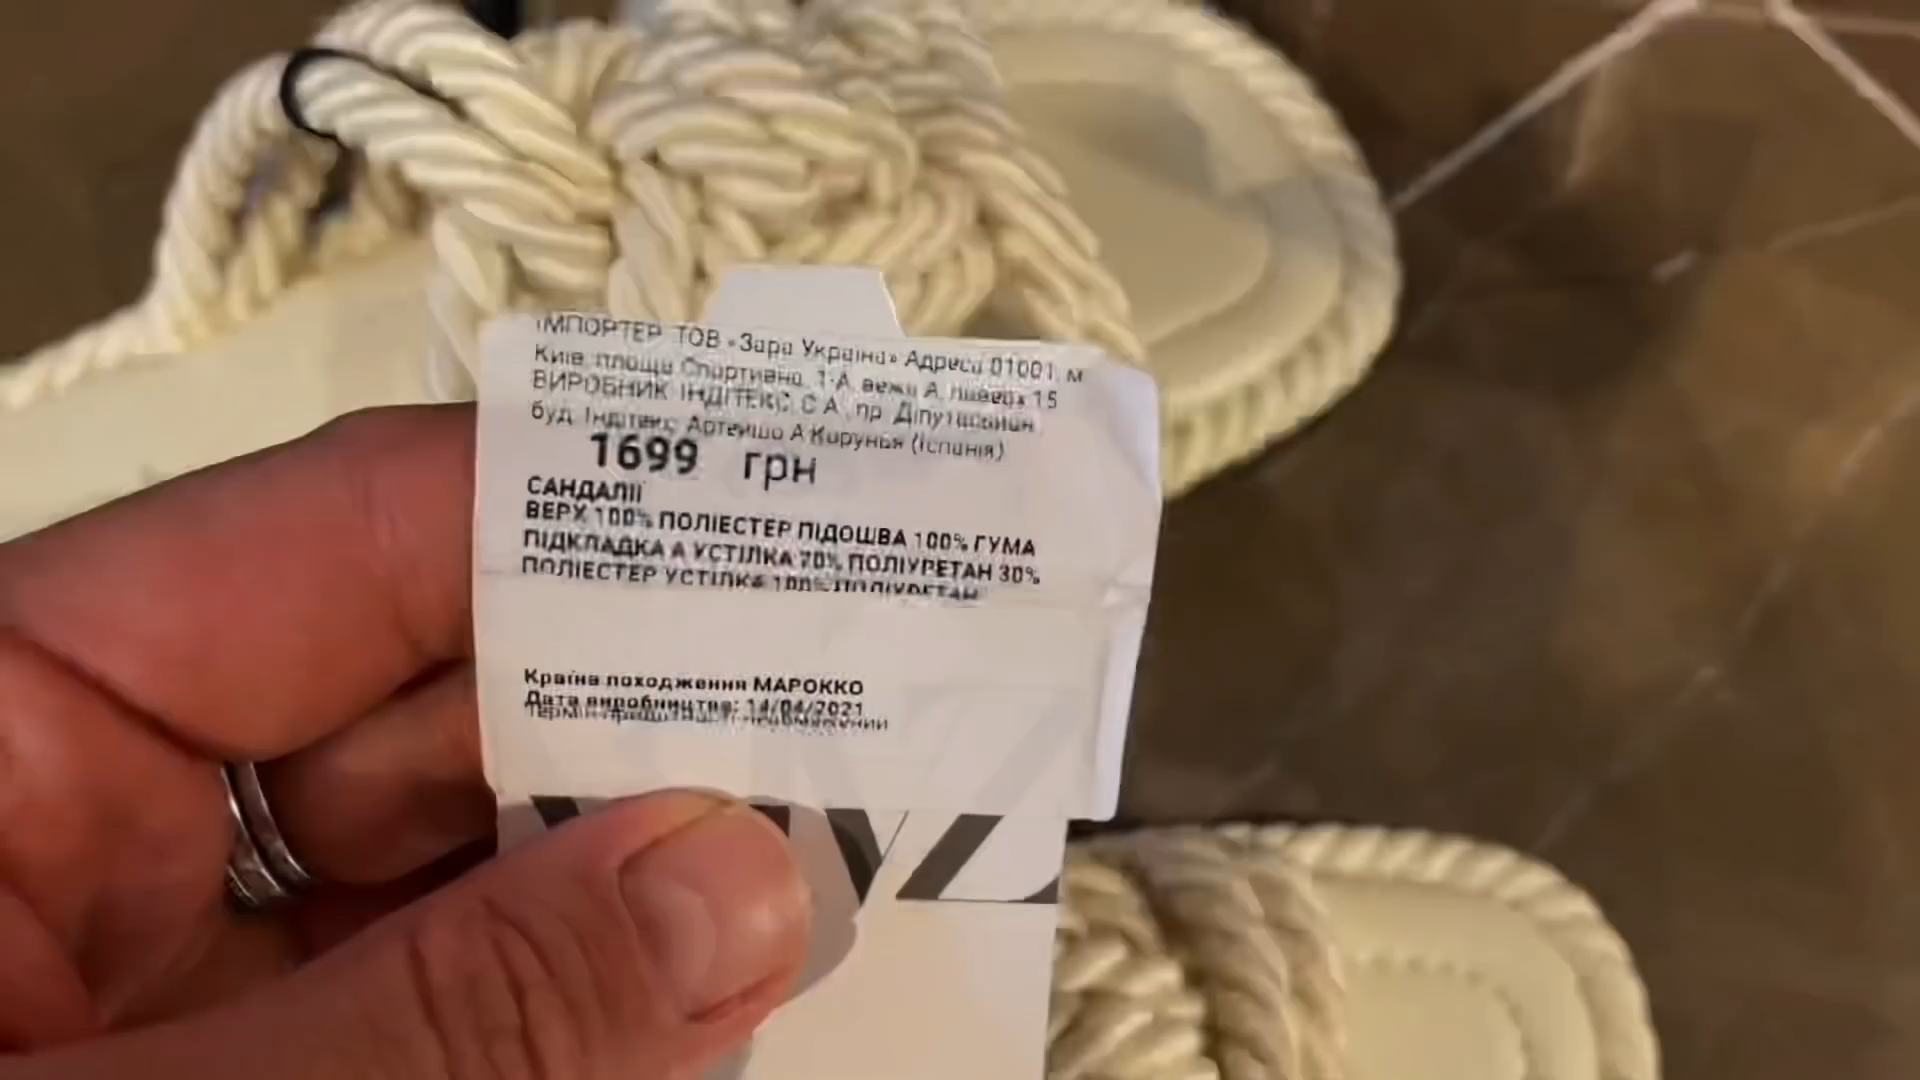 ІМПОРТЕР ТОВ «Зара Україна» Адреса 01001, м
Київ, площа Спортивна, 1-А, вежа А, поверх 15
ВИРОБНИК ІНДІТЕКС С.А., пр. Діпутасьйон,
буд. Індітекс, Артейшо А Корунья (Іспанія)
1699 грн
САНДАЛІЇ
ВЕРХ 100% ПОЛІЕСТЕР ПІДОШВА 100% ГУМА
ПІДКЛАДКА А УСТІЛКА 70% ПОЛІУРЕТАН 30%
ПОЛІЕСТЕР УСТІЛКА 100% ПОЛІУРЕТАН
Країна походження МАРОККО
Дата виробництва: 14/04/2021
Термін